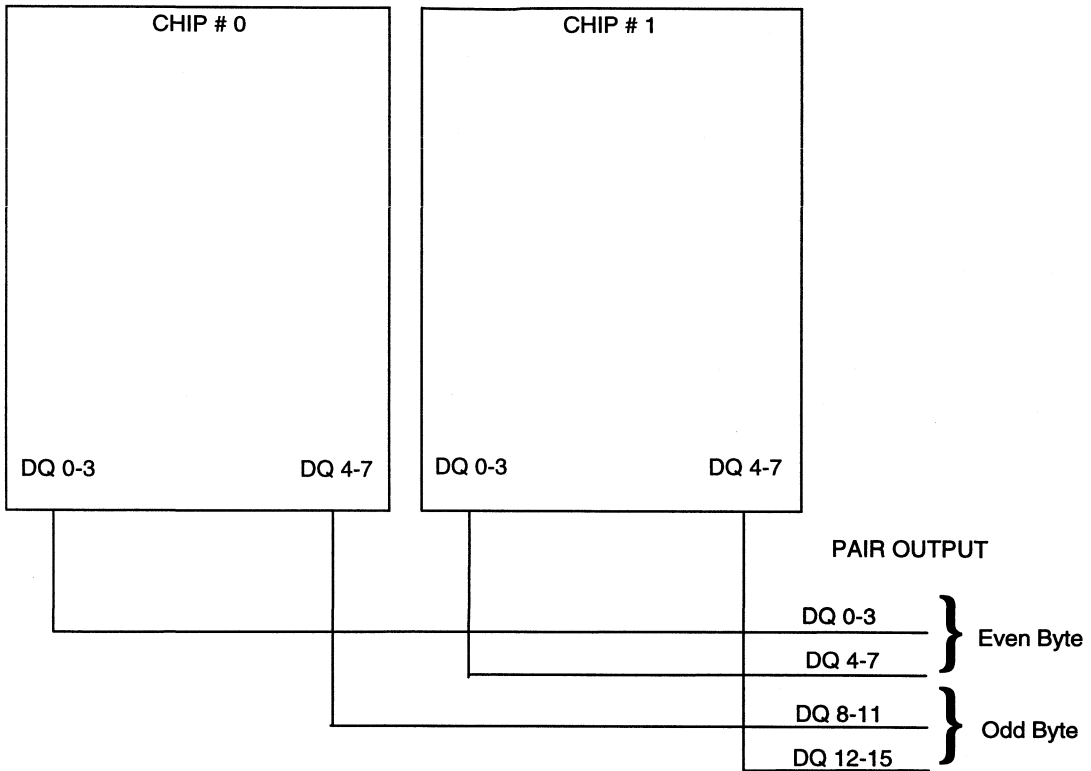 CHIP # 0
CHIP # 1
DQ 0-3
DQ 4-7
DQ 0-3
DQ 4-7
PAIR OUTPUT
DQ 0-3
DQ 4-7
Even Byte
DQ 8-11
DQ 12-15
Odd Byte